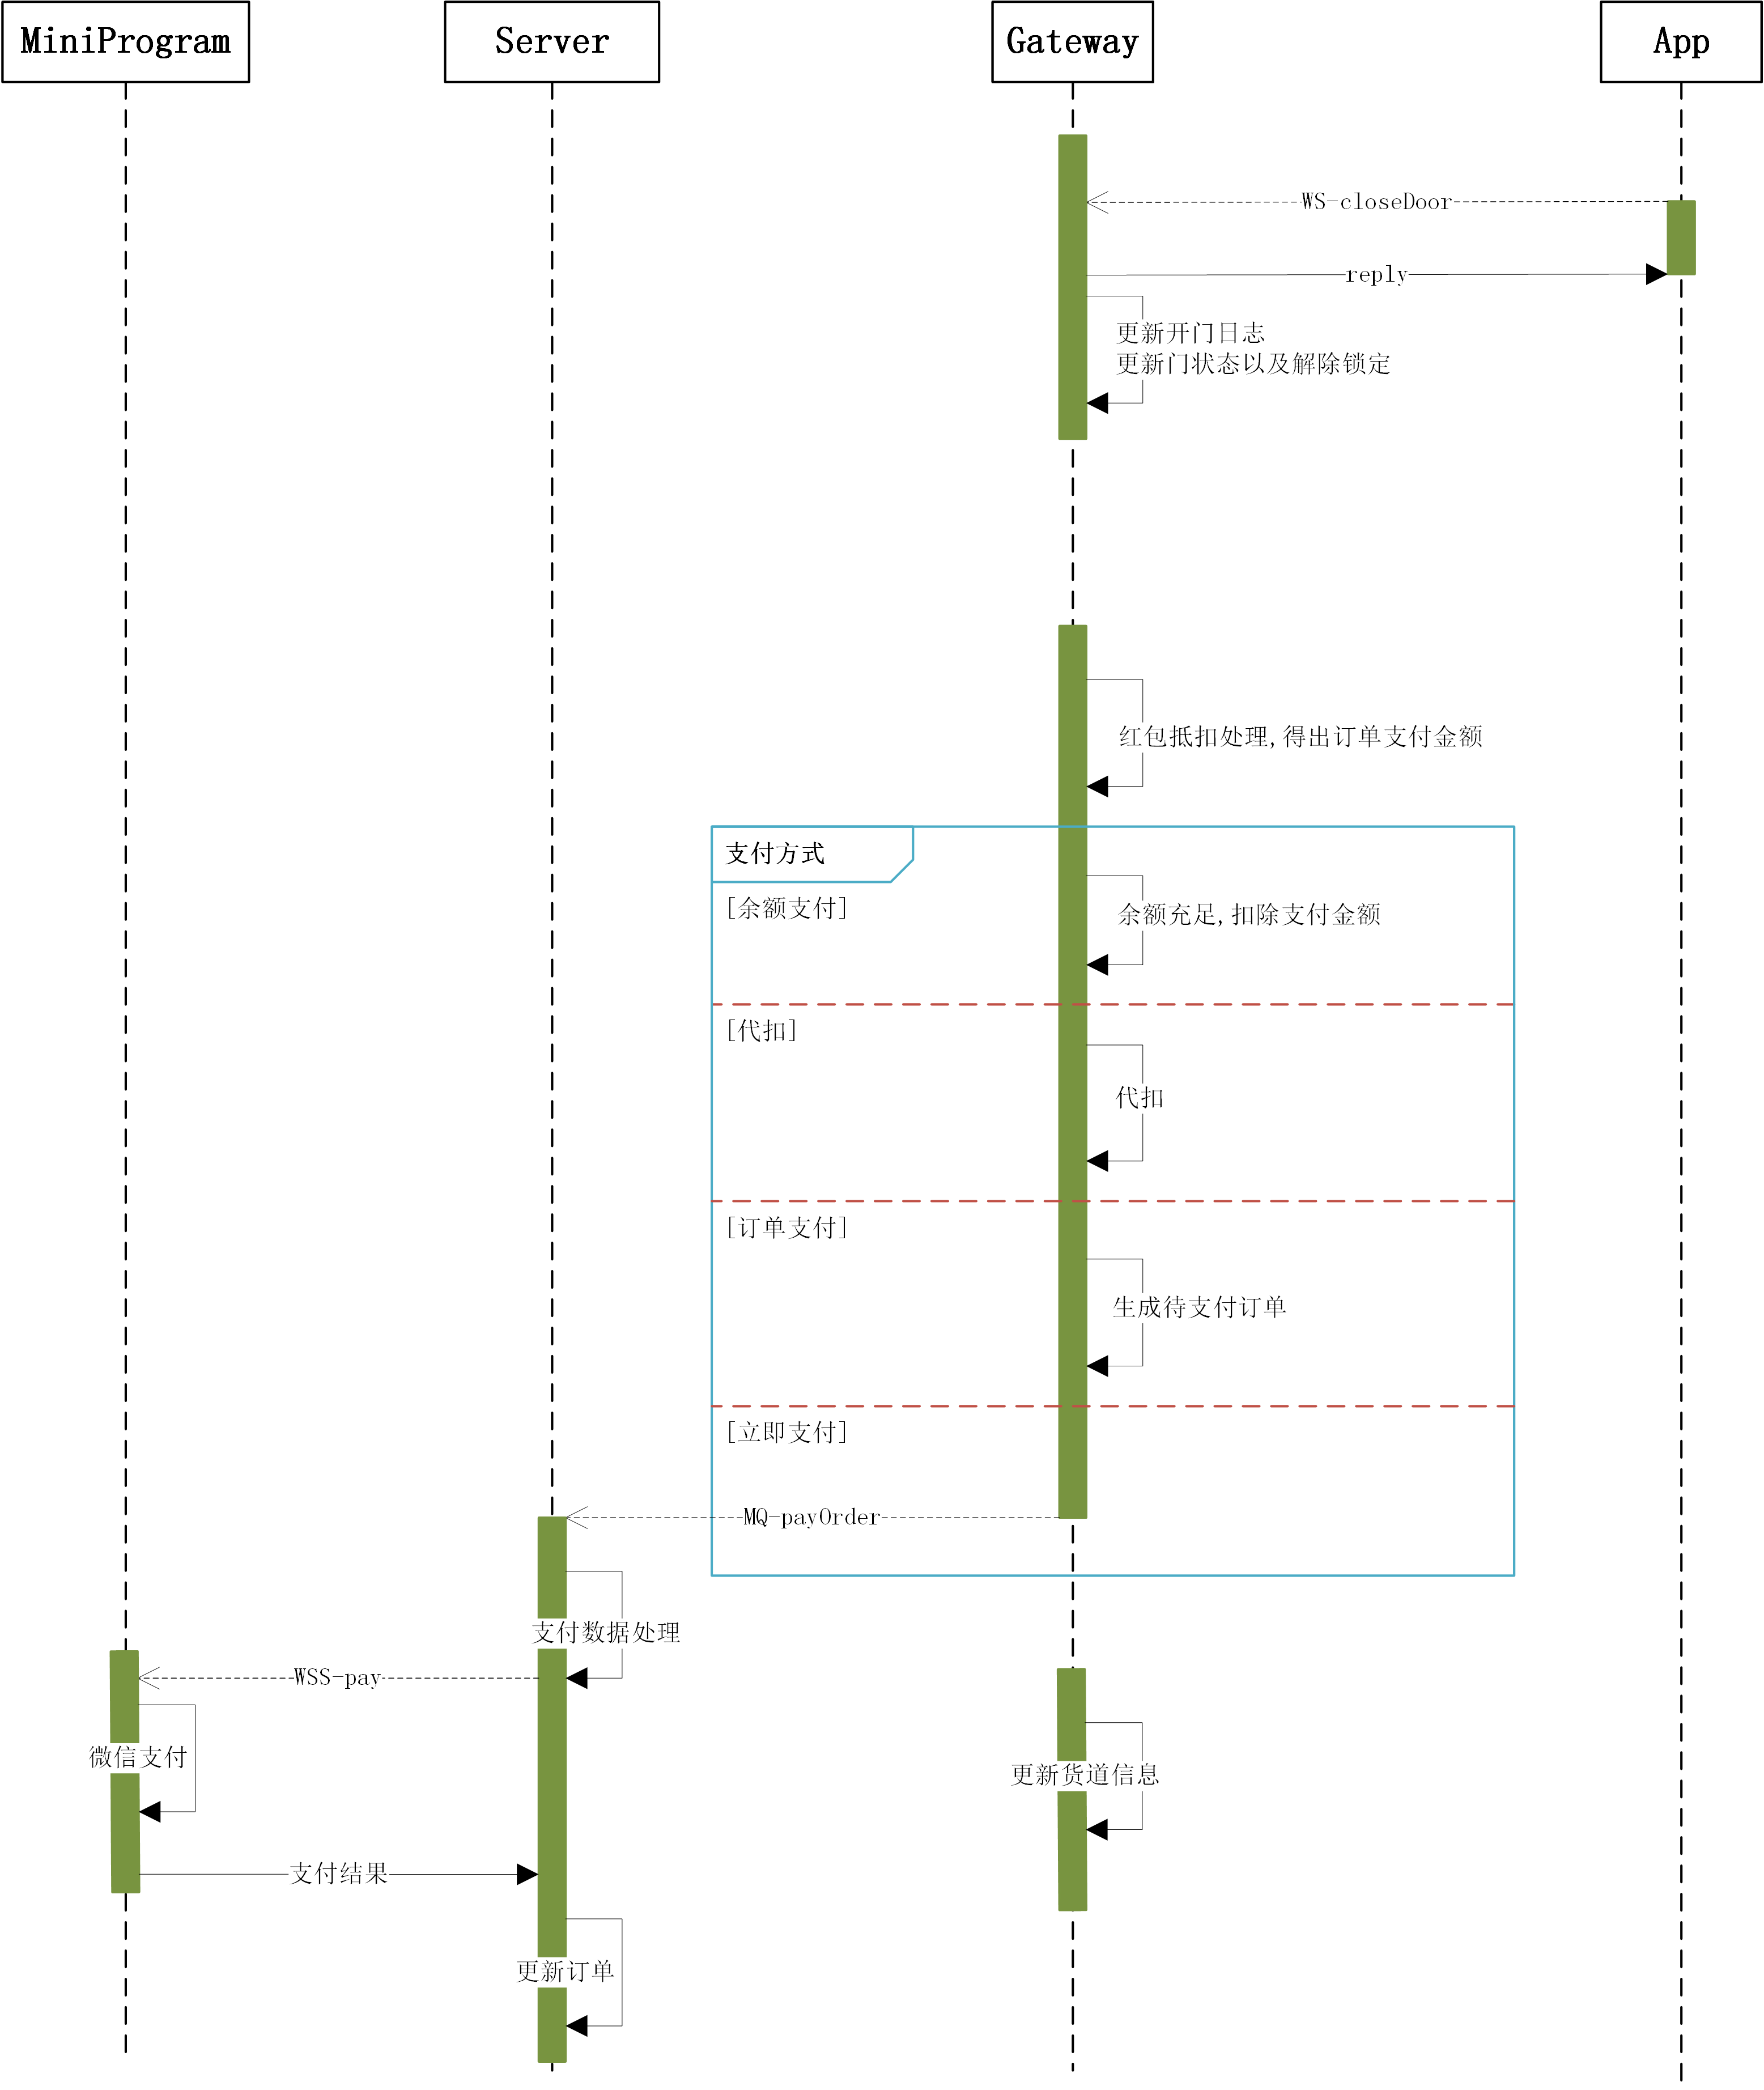 MiniProgram
Server
Gateway
App
WS-closeDoor
reply
更新开门日志
更新门状态以及解除锁定
红包抵扣处理,得出订单支付金额
支付方式
[余额支付]
余额充足,扣除支付金额
[代扣]
代扣
[订单支付]
生成待支付订单
[立即支付]
MQ-payOrder
支付数据处理
WSS-pay
微信支付
更新货道信息
支付结果
更新订单